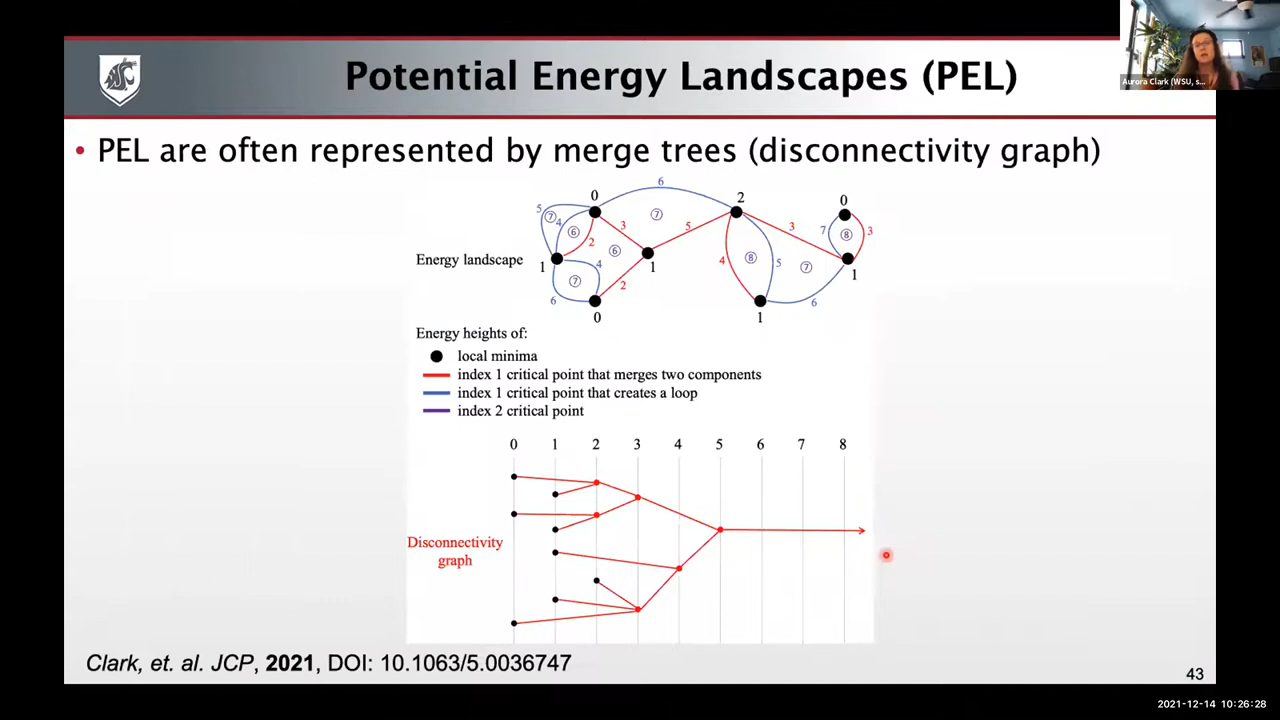 Potential Energy Landscapes (PEL)
Aurora Clark (WSU, s...
• PEL are often represented by merge trees (disconnectivity graph)
6
0
2
0
5
7
4
6
7
3
5
3
7
8
3
2
6
Energy landscape
1
4
1
4
8
5
7
1
7
2
6
6
0
1
Energy heights of:
local minima
index 1 critical point that merges two components
index 1 critical point that creates a loop
index 2 critical point
0 1 2 3 4 5 6 7 8
Disconnectivity
graph
Clark, et. al. JCP, 2021, DOI: 10.1063/5.0036747
43
2021-12-14 10:26:28